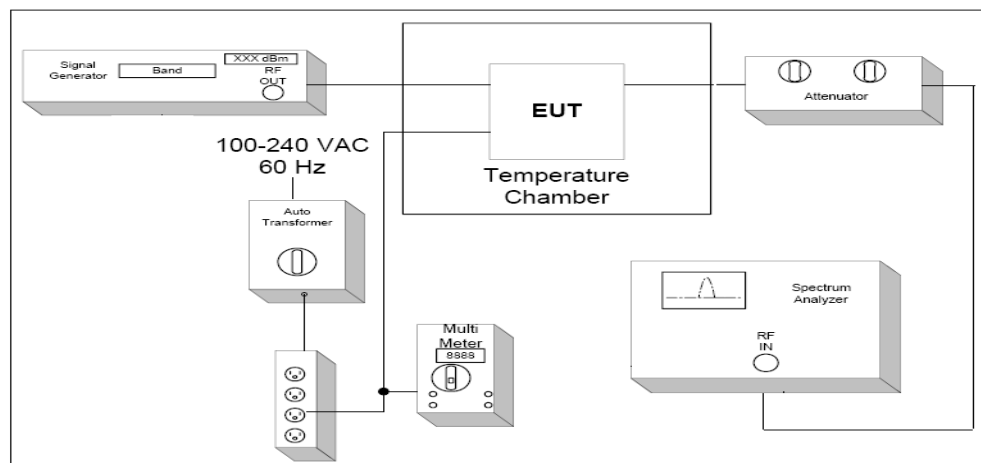 Signal
Generator
Band
XXX dBm
RF
OUT
EUT
Temperature
Chamber
Attenuator
100-240 VAC
60 Hz
Auto
Transformer
Multi
Meter
8888
Spectrum
Analyzer
RF
IN